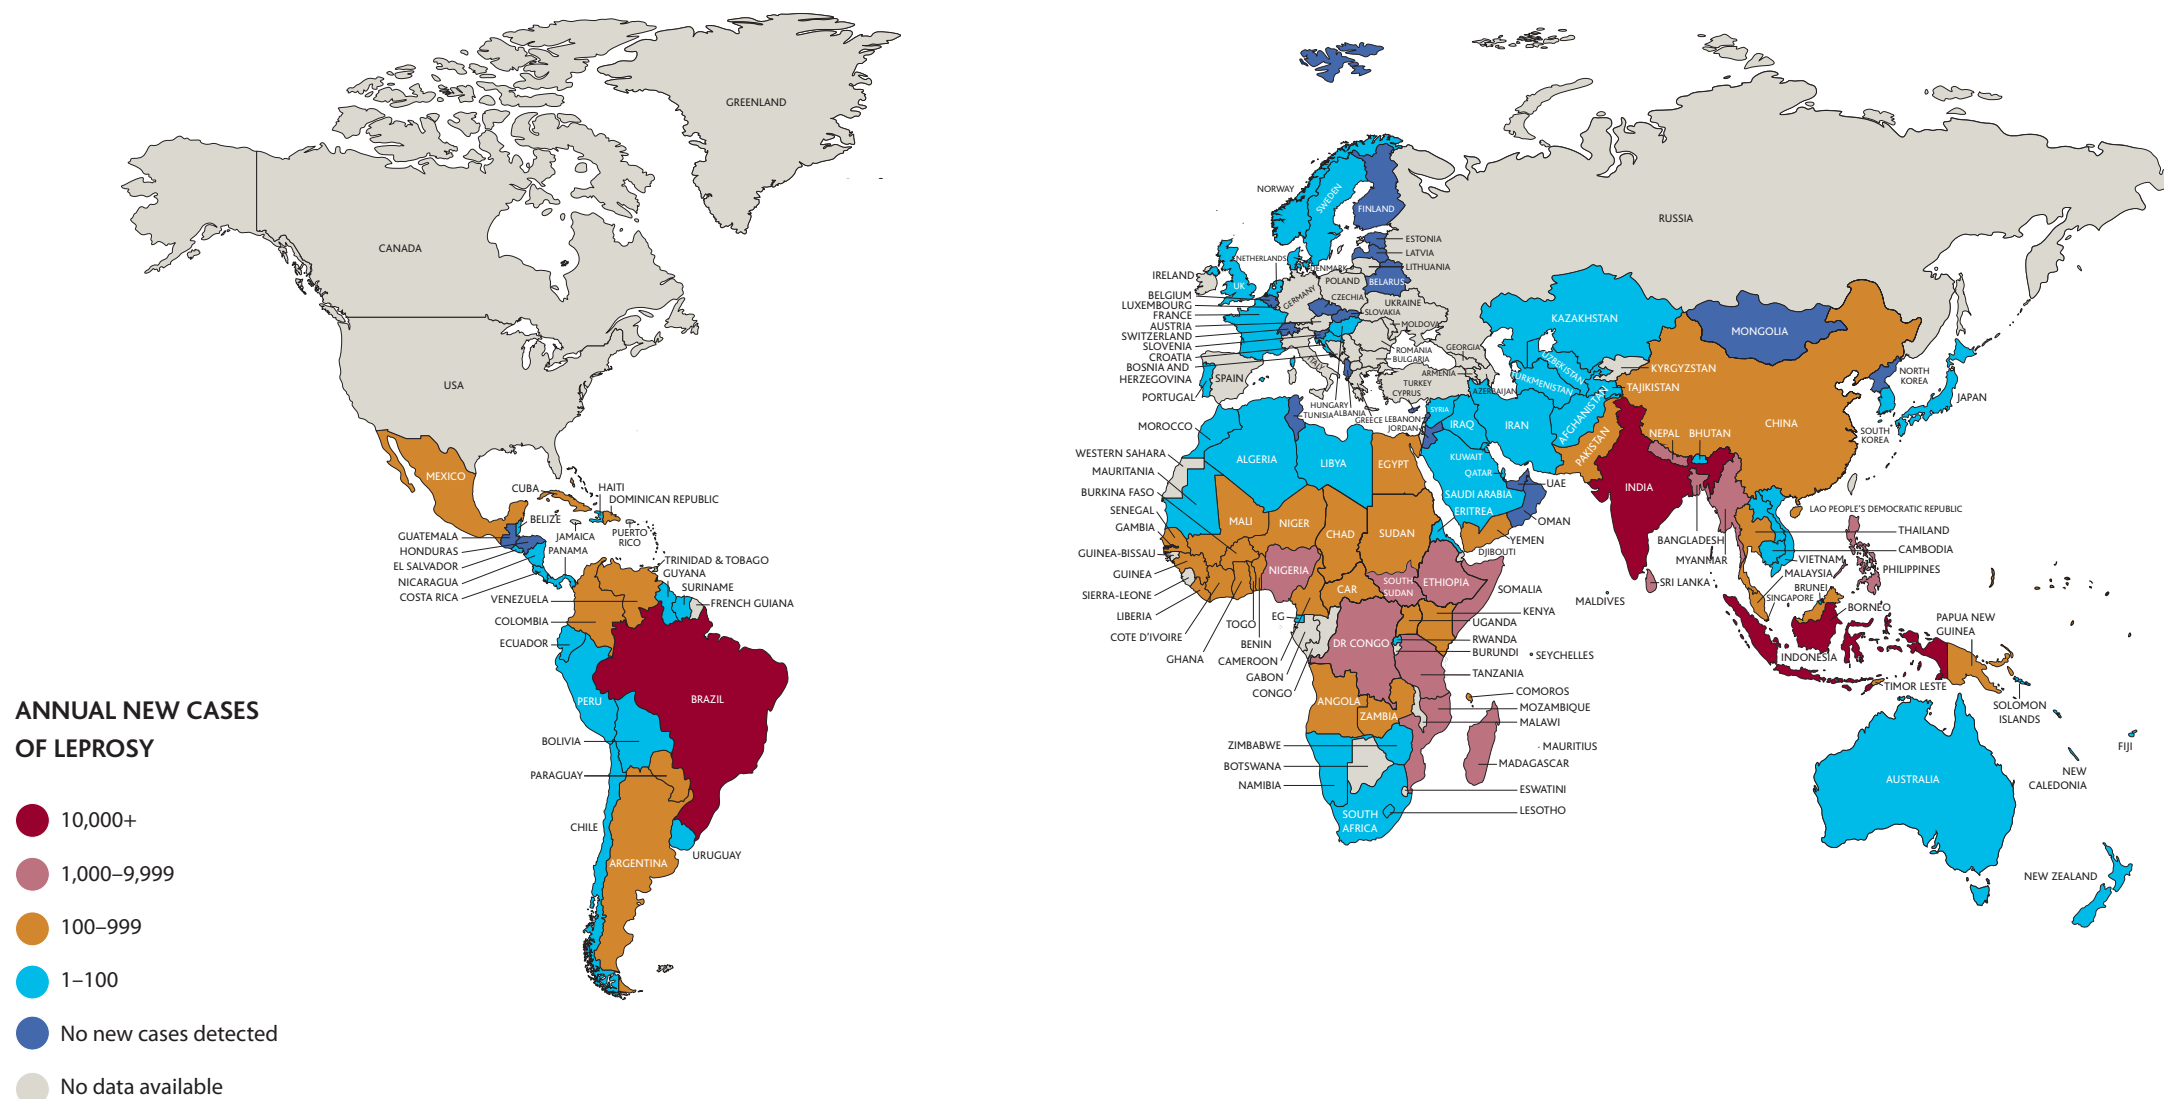 GREENLAND
CANADA
USA
MEXICO
CUBA
HAITI
DOMINICAN REPUBLIC
BELIZE
JAMAICA
PUERTO
RICO
GUATEMALA
HONDURAS
EL SALVADOR
NICARAGUA
COSTA RICA
PANAMA
TRINIDAD & TOBAGO
GUYANA
SURINAME
FRENCH GUIANA
VENEZUELA
COLOMBIA
ECUADOR
PERU
BRAZIL
BOLIVIA
PARAGUAY
CHILE
ARGENTINA
URUGUAY
NORWAY
SWEDEN
FINLAND
RUSSIA
ESTONIA
LATVIA
LITHUANIA
NETHERLANDS
DENMARK
IRELAND
UK
BELARUS
POLAND
GERMANY
BELGIUM
LUXEMBOURG
FRANCE
AUSTRIA
SWITZERLAND
SLOVENIA
CROATIA
BOSNIA AND
HERZEGOVINA
PORTUGAL
SPAIN
CZECHIA
UKRAINE
SLOVAKIA
MOLDOVA
ROMANIA
BULGARIA
ITALY
GEORGIA
ARMENIA
AZERBAIJAN
TURKEY
CYPRUS
HUNGARY
TUNISIA
ALBANIA
GREECE
LEBANON
JORDAN
SYRIA
IRAQ
IRAN
KAZAKHSTAN
UZBEKISTAN
TURKMENISTAN
KYRGYZSTAN
TAJIKISTAN
AFGHANISTAN
PAKISTAN
MONGOLIA
CHINA
NORTH
KOREA
SOUTH
KOREA
JAPAN
MOROCCO
WESTERN SAHARA
MAURITANIA
BURKINA FASO
SENEGAL
GAMBIA
GUINEA-BISSAU
GUINEA
SIERRA-LEONE
LIBERIA
COTE D'IVOIRE
GHANA
TOGO
BENIN
CAMEROON
GABON
CONGO
EG
ALGERIA
LIBYA
EGYPT
MALI
NIGER
CHAD
SUDAN
NIGERIA
CAR
SOUTH
SUDAN
ETHIOPIA
ERITREA
DJIBOUTI
SOMALIA
KENYA
UGANDA
RWANDA
BURUNDI
DR CONGO
TANZANIA
SEYCHELLES
ANGOLA
ZAMBIA
COMOROS
MOZAMBIQUE
MALAWI
MAURITIUS
MADAGASCAR
ZIMBABWE
BOTSWANA
NAMIBIA
SOUTH
AFRICA
ESWATINI
LESOTHO
KUWAIT
QATAR
SAUDI ARABIA
UAE
OMAN
YEMEN
NEPAL
BHUTAN
INDIA
BANGLADESH
MYANMAR
SRI LANKA
MALDIVES
LAO PEOPLE'S DEMOCRATIC REPUBLIC
THAILAND
CAMBODIA
VIETNAM
PHILIPPINES
MALAYSIA
BRUNEI
SINGAPORE
BORNEO
INDONESIA
PAPUA NEW
GUINEA
TIMOR LESTE
SOLOMON
ISLANDS
FIJI
NEW
CALEDONIA
AUSTRALIA
NEW ZEALAND
ANNUAL NEW CASES
OF LEPROSY
10,000+
1,000–9,999
100–999
1–100
No new cases detected
No data available